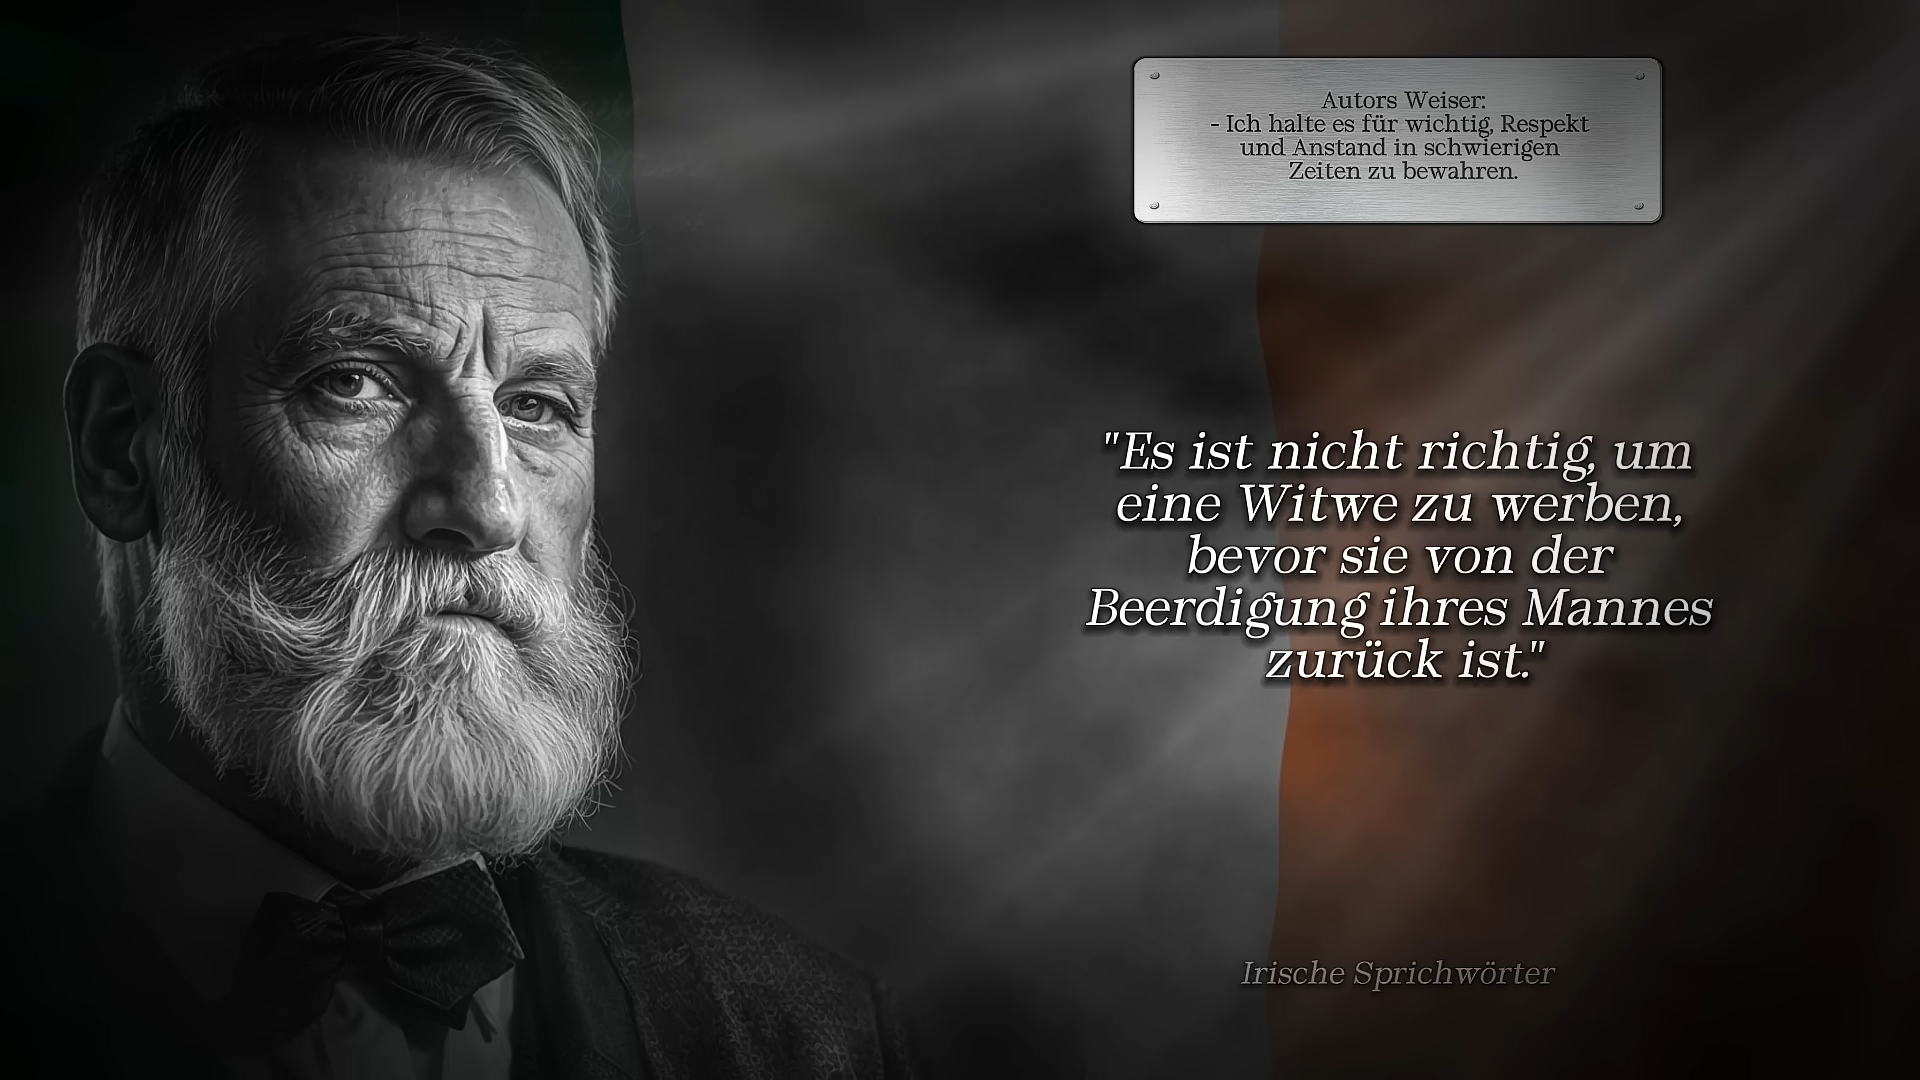 Autors Weiser:
- Ich halte es für wichtig, Respekt
und Anstand in schwierigen
Zeiten zu bewahren.
"Es ist nicht richtig, um
eine Witwe zu werben,
bevor sie von der
Beerdigung ihres Mannes
zurück ist."
Irische Sprichwörter